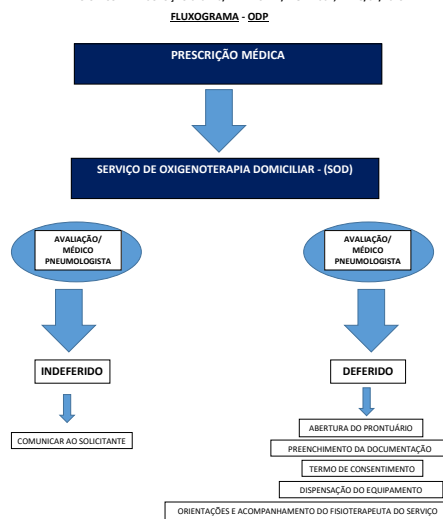 FLUXOGRAMA - ODP
PRESCRIÇÃO MÉDICA
SERVIÇO DE OXIGENOTERAPIA DOMICILIAR - (SOD)
AVALIAÇÃO/
MÉDICO
PNEUMOLOGISTA
AVALIAÇÃO/
MÉDICO
PNEUMOLOGISTA
INDEFERIDO
DEFERIDO
COMUNICAR AO SOLICITANTE
ABERTURA DO PRONTUÁRIO
PREENCHIMENTO DA DOCUMENTAÇÃO
TERMO DE CONSENTIMENTO
DISPENSAÇÃO DO EQUIPAMENTO
ORIENTAÇÕES E ACOMPANHAMENTO DO FISIOTERAPEUTA DO SERVIÇO